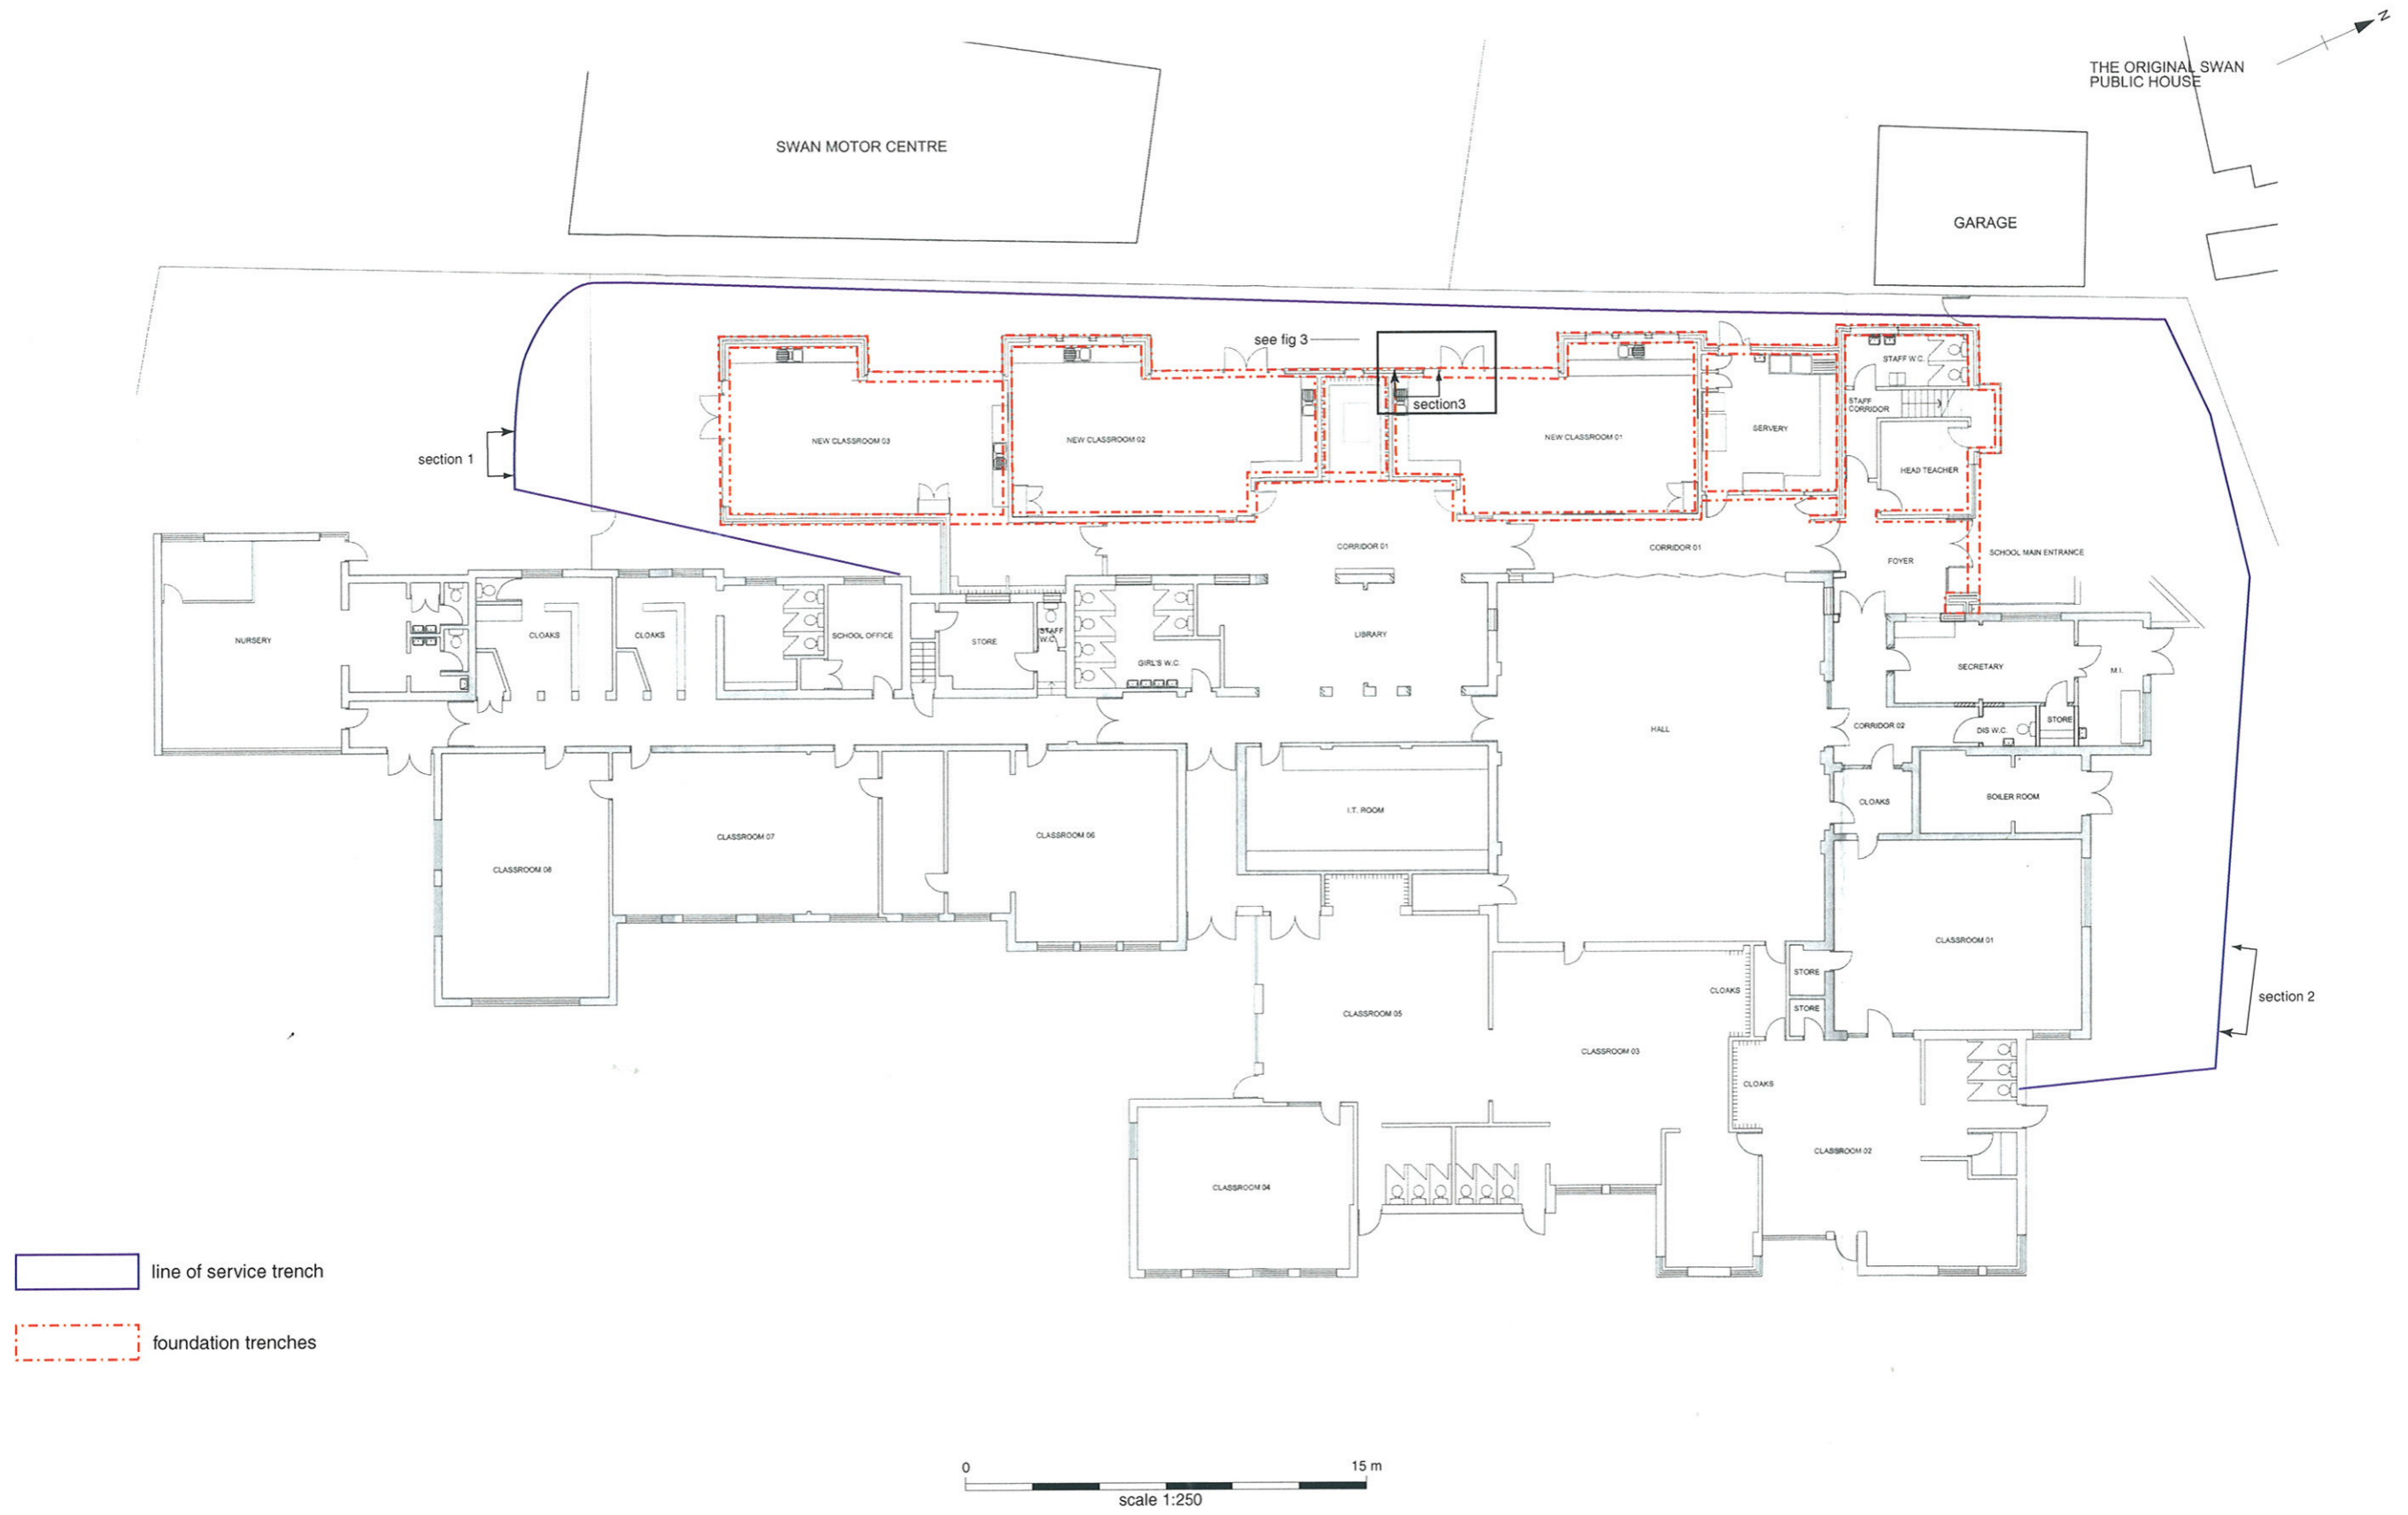 N
THE ORIGINAL SWAN
PUBLIC HOUSE
SWAN MOTOR CENTRE
GARAGE
see fig 3
STAFF W.C.
section3
STAFF
CORRIDOR
NEW CLASSROOM 03
NEW CLASSROOM 02
NEW CLASSROOM 01
SERVERY
section 1
HEAD TEACHER
CORRIDOR 01
CORRIDOR 01
FOYER
SCHOOL MAIN ENTRANCE
NURSERY
CLOAKS
CLOAKS
SCHOOL OFFICE
STORE
STAFF
W.C.
GIRL'S W.C.
LIBRARY
SECRETARY
M.I.
HALL
CORRIDOR 02
DIS W.C.
STORE
CLASSROOM 08
CLASSROOM 07
CLASSROOM 06
I.T. ROOM
CLOAKS
BOILER ROOM
CLASSROOM 01
STORE
CLOAKS
STORE
section 2
CLASSROOM 05
CLASSROOM 03
CLOAKS
CLASSROOM 02
CLASSROOM 04
line of service trench
foundation trenches
0
15 m
scale 1:250